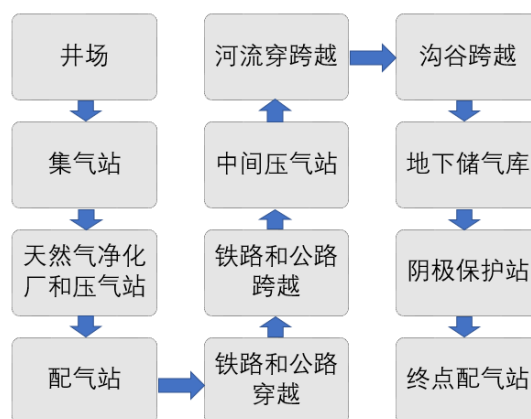 井场
集气站
天然气净化
厂和压气站
配气站
铁路和公路
穿越
铁路和公路
跨越
中间压气站
河流穿跨越
沟谷跨越
地下储气库
阴极保护站
终点配气站